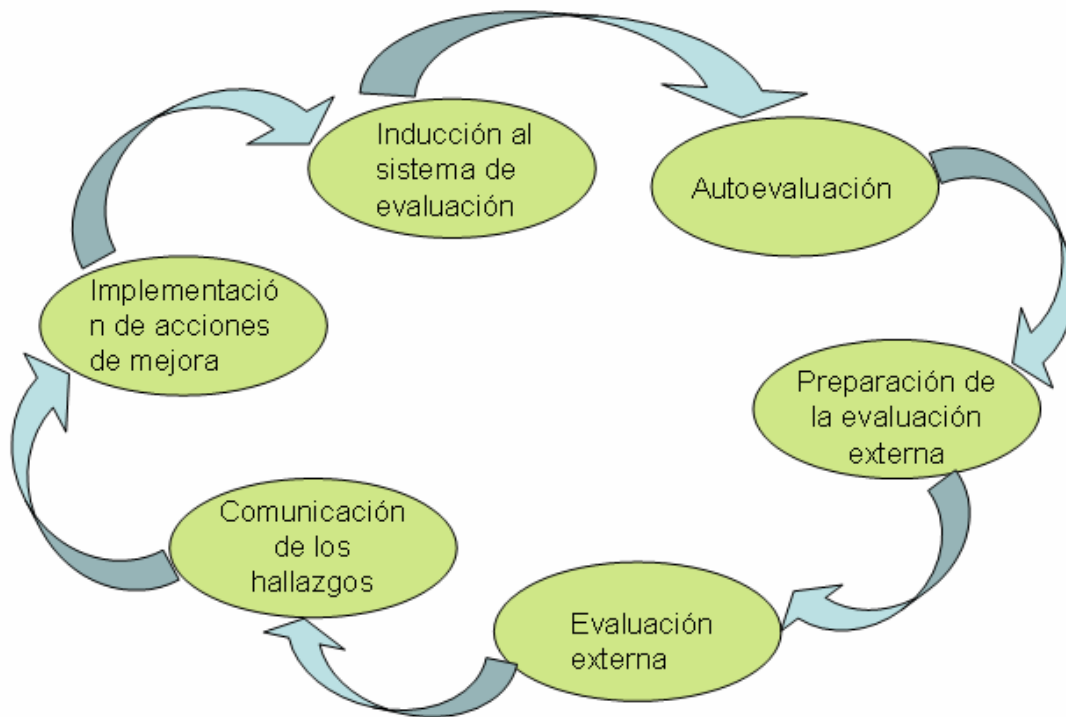 Inducción al
sistema de
evaluación
Autoevaluación
Preparación de
la evaluación
externa
Evaluación
externa
Comunicación
de los
hallazgos
Implementació
n de acciones
de mejora